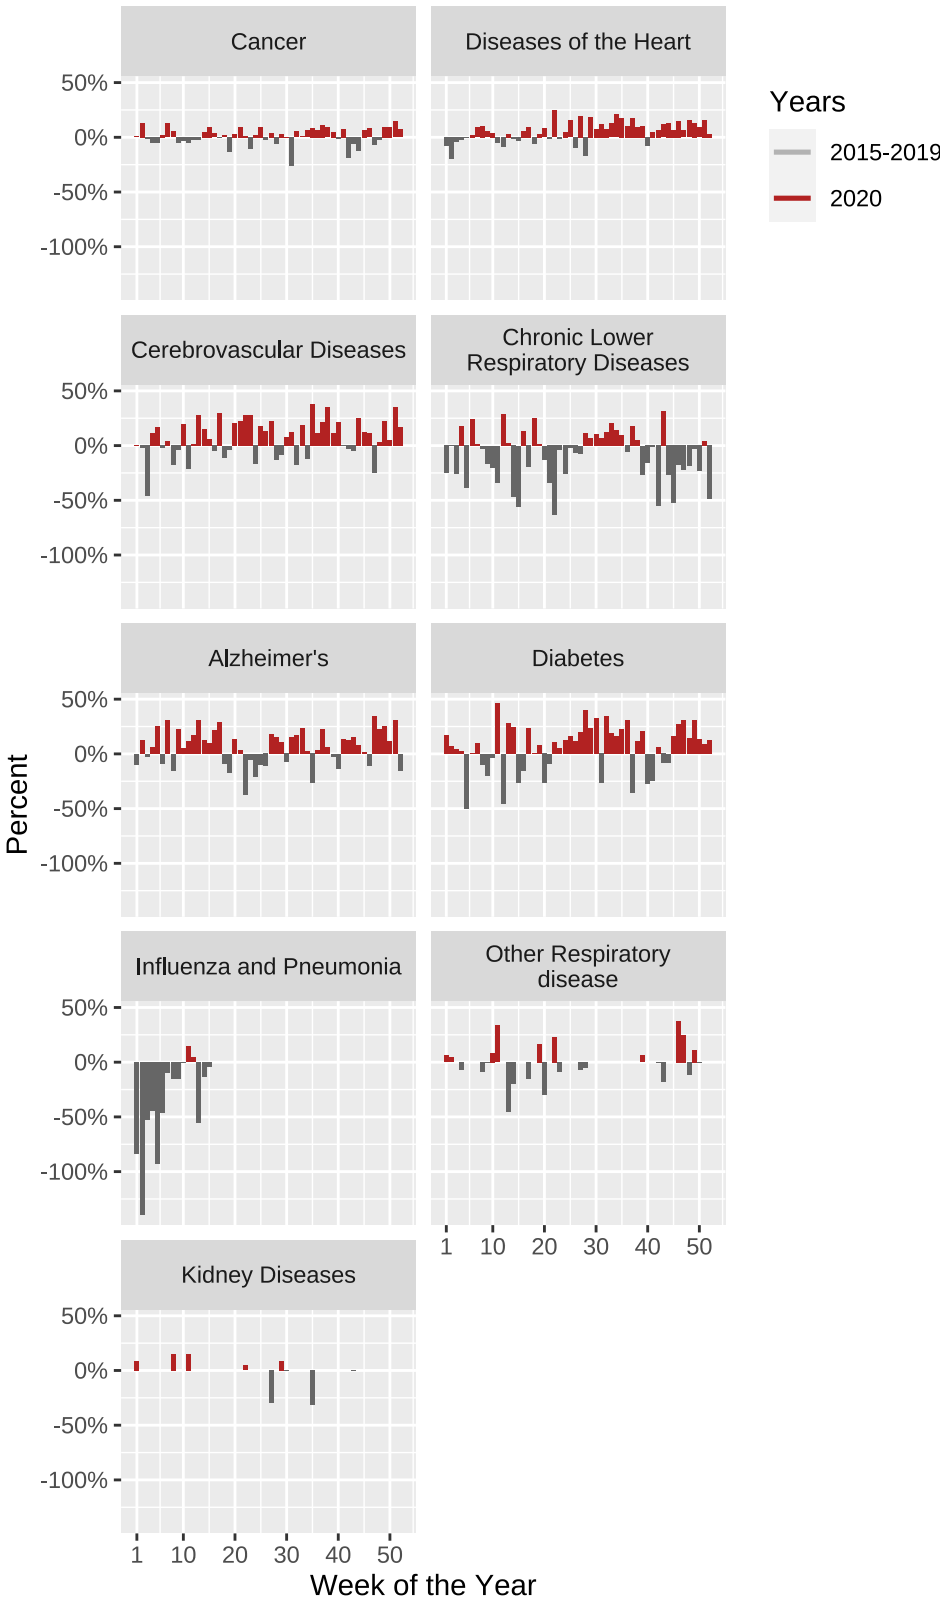 Cancer
Diseases of the Heart
50%
0%
-50%
-100%
Years
2015-2019
2020
Cerebrovascular Diseases
Chronic Lower
Respiratory Diseases
50%
0%
-50%
-100%
Alzheimer's
Diabetes
50%
0%
-50%
-100%
Percent
Influenza and Pneumonia
Other Respiratory
disease
50%
0%
-50%
-100%
1 10 20 30 40 50
Kidney Diseases
50%
0%
-50%
-100%
1 10 20 30 40 50
Week of the Year